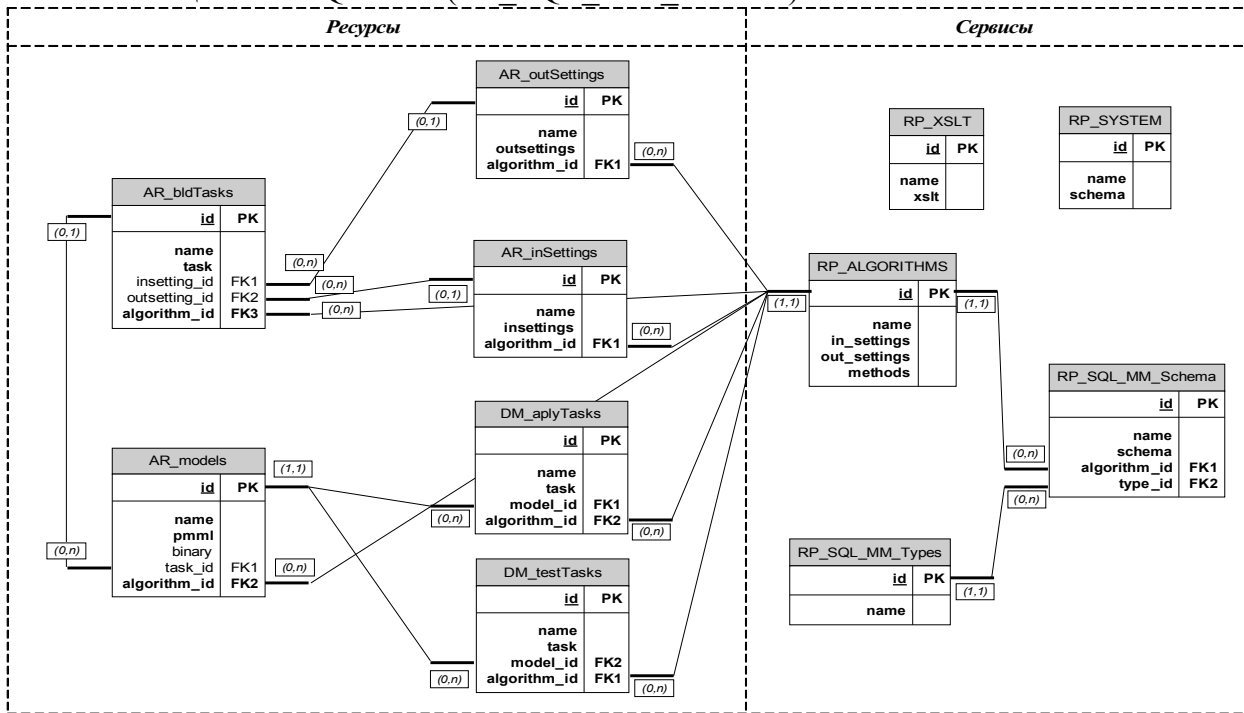 Ресурсы
Сервисы
AR_outSettings
id PK
name
outsettings
algorithm_id FK1
(0,1)
(0,n)
AR_bldTasks
id PK
name
task
insetting_id FK1
outsetting_id FK2
algorithm_id FK3
(0,1)
(0,n)
(0,n)
(0,n)
AR_inSettings
id PK
name
insettings
algorithm_id FK1
(0,1)
(0,n)
DM_aplyTasks
id PK
name
task
model_id FK1
algorithm_id FK2
(0,n)
(0,n)
AR_models
id PK
name
pmml
binary
task_id FK1
algorithm_id FK2
(1,1)
(0,n)
(0,n)
DM_testTasks
id PK
name
task
model_id FK2
algorithm_id FK1
(0,n)
(0,n)
RP_XSLT
id PK
name
xslt
RP_SYSTEM
id PK
name
schema
RP_ALGORITHMS
id PK
name
in_settings
out_settings
methods
(1,1)
(1,1)
RP_SQL_MM_Schema
id PK
name
schema
algorithm_id FK1
type_id FK2
(0,n)
(0,n)
RP_SQL_MM_Types
id PK
name
(1,1)